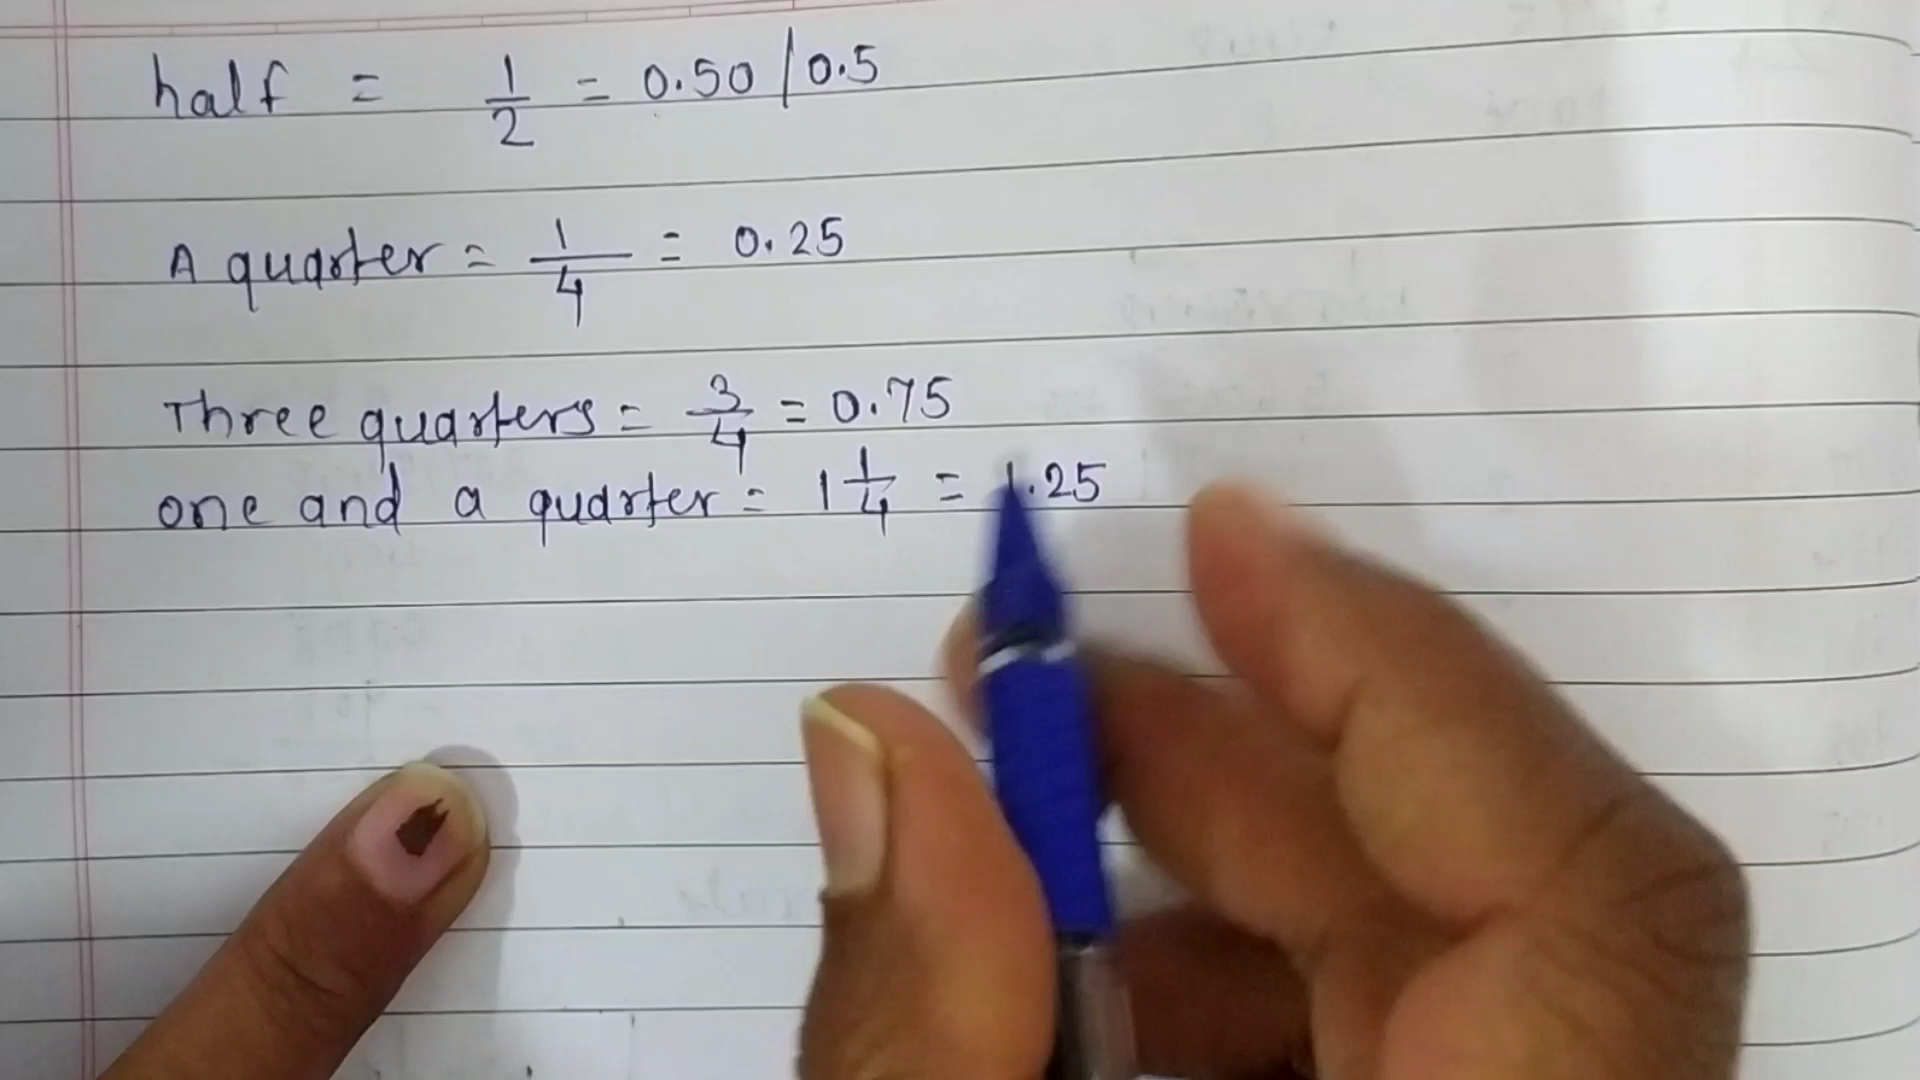 half = 1/2 = 0.50/0.5
A quarter = 1/4 = 0.25
Three quarters = 3/4 = 0.75
one and a quarter = 1 1/4 = 1.25